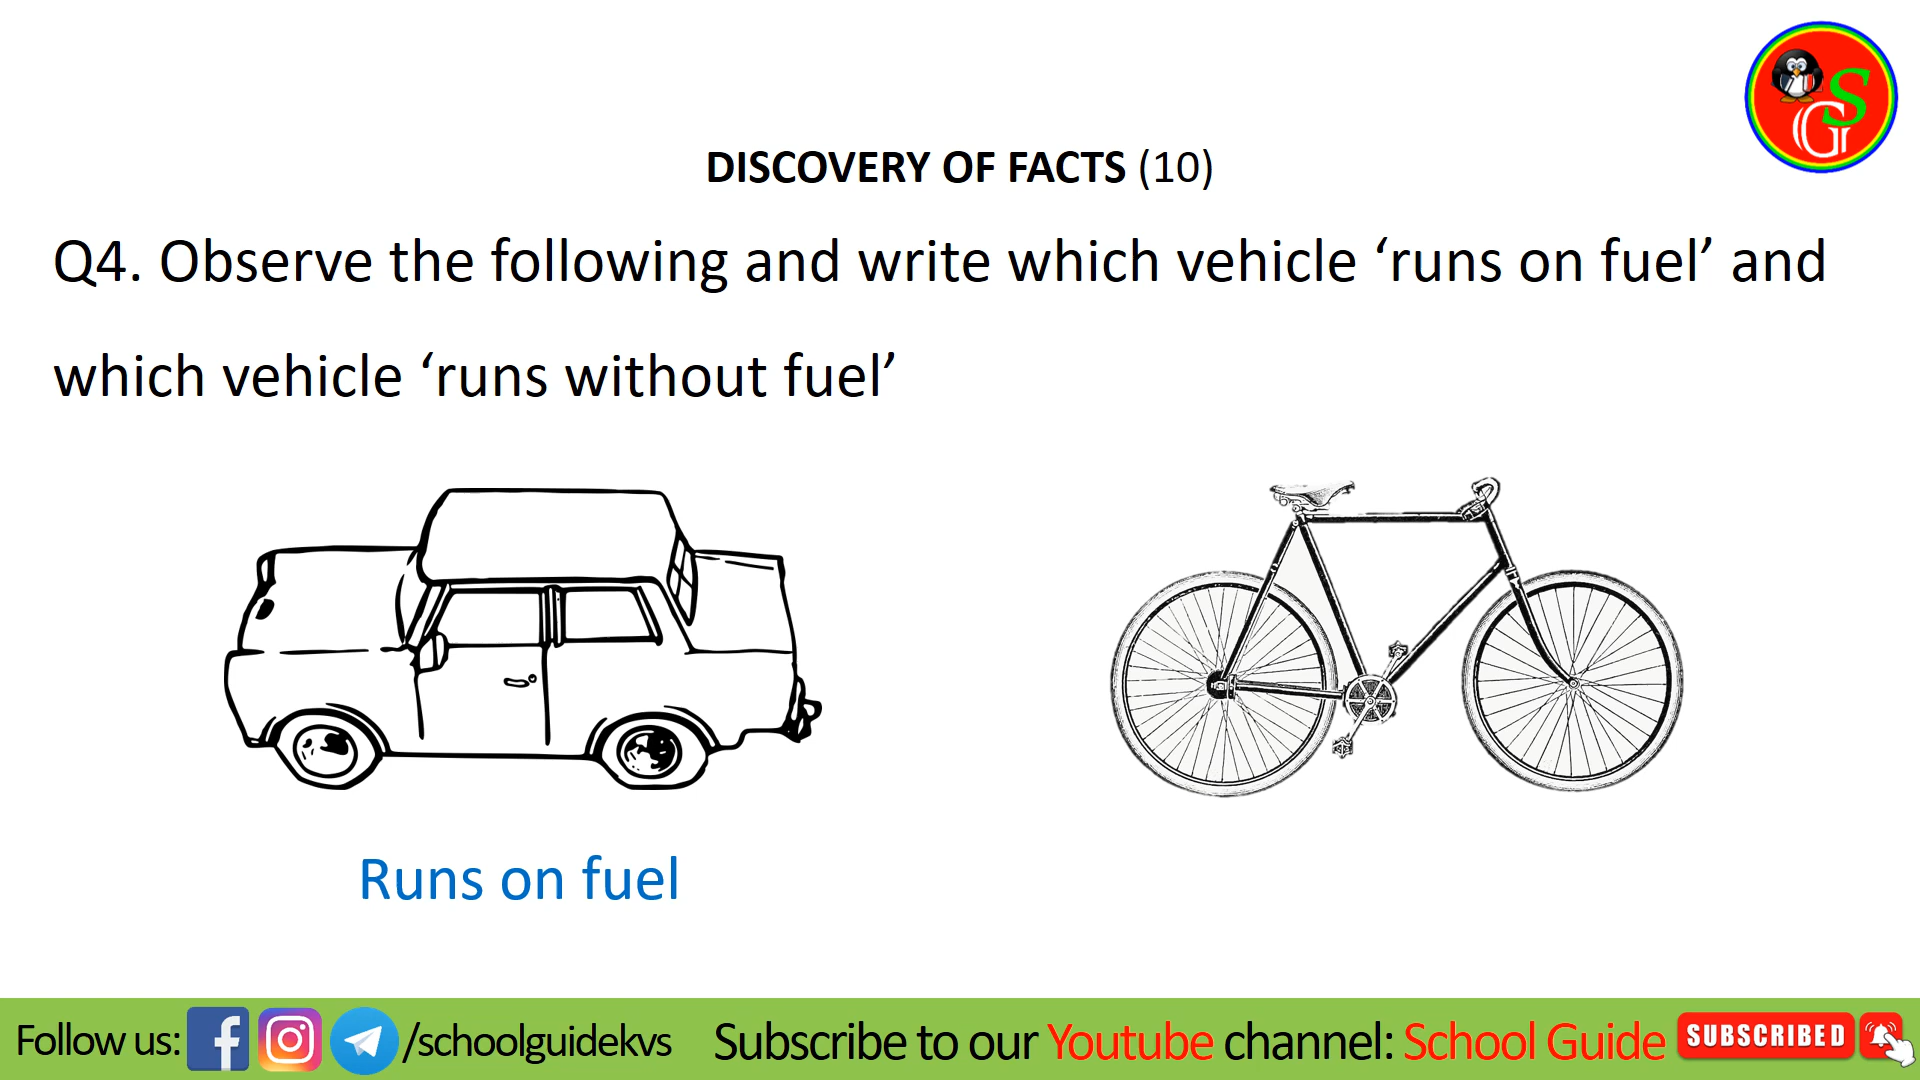 S
G
DISCOVERY OF FACTS (10)
Q4. Observe the following and write which vehicle ‘runs on fuel’ and
which vehicle ‘runs without fuel’
Runs on fuel
Follow us: f /schoolguidekvs Subscribe to our Youtube channel: School Guide SUBSCRIBED